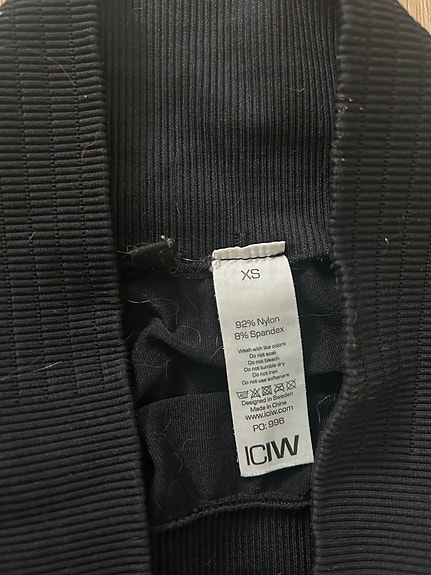 XS
92% Nylon
8% Spandex
Wash with like colors
Do not soak
Do not bleach
Do not tumble dry
Do not iron
Do not use softeners
Designed in Sweden
Made in China
www.iciw.com
PO: 996
ICIW